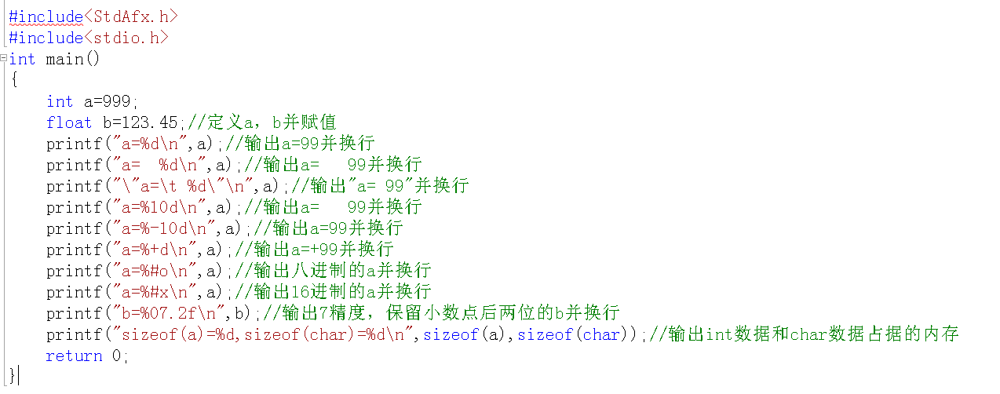 #include<StdAfx.h>
#include<stdio.h>
int main()
{
    int a=999;
    float b=123.45;//定义a，b并赋值
    printf("a=%d\n",a);//输出a=99并换行
    printf("a=  %d\n",a);//输出a=   99并换行
    printf("\"a=\t %d\"\n",a);//输出"a= 99"并换行
    printf("a=%10d\n",a);//输出a=   99并换行
    printf("a=%-10d\n",a);//输出a=99并换行
    printf("a=%+d\n",a);//输出a=+99并换行
    printf("a=%#o\n",a);//输出八进制的a并换行
    printf("a=%#x\n",a);//输出16进制的a并换行
    printf("b=%07.2f\n",b);//输出7精度，保留小数点后两位的b并换行
    printf("sizeof(a)=%d,sizeof(char)=%d\n",sizeof(a),sizeof(char));//输出int数据和char数据占据的内存
    return 0;
}